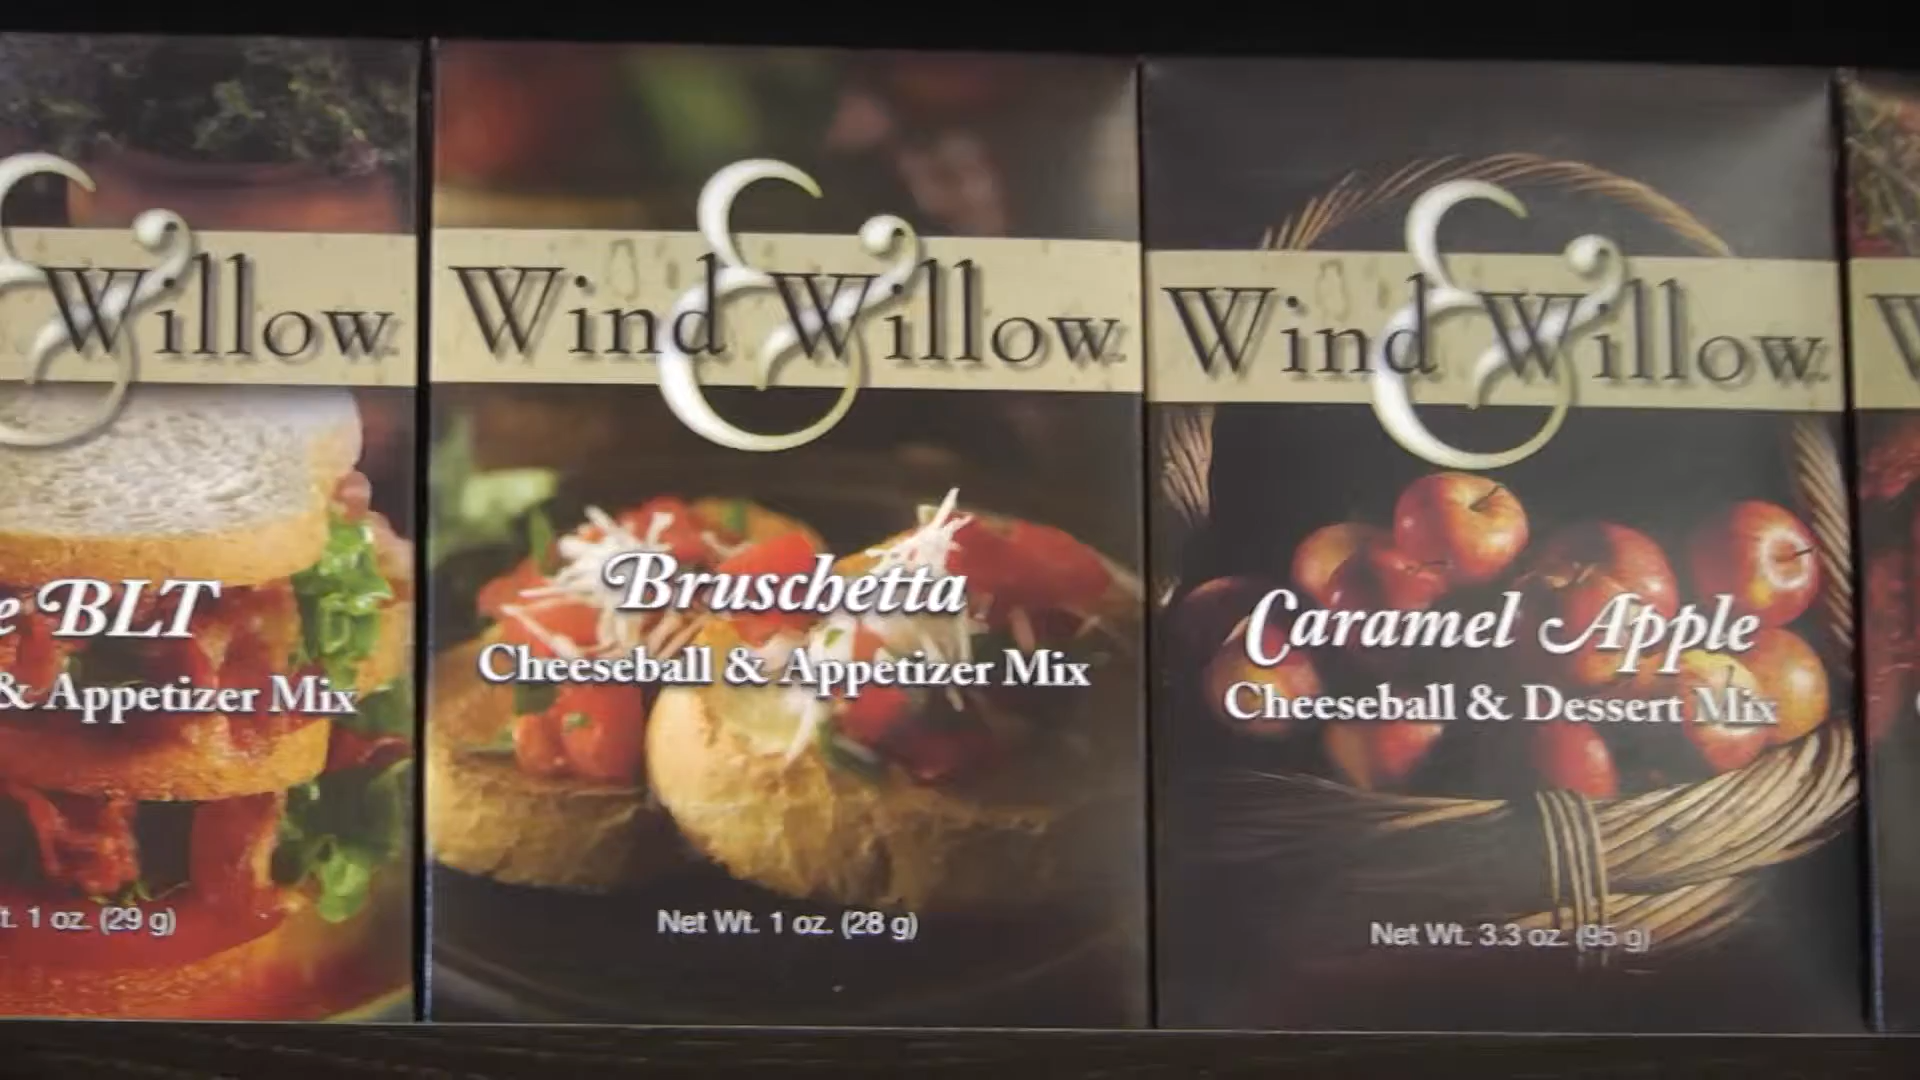 & Willow
BLT
& Appetizer Mix
1 oz. (29 g)
Wind & Willow
Bruschetta
Cheeseball & Appetizer Mix
Net Wt. 1 oz. (28 g)
Wind & Willow
Caramel Apple
Cheeseball & Dessert Mix
Net Wt. 3.3 oz. (95 g)